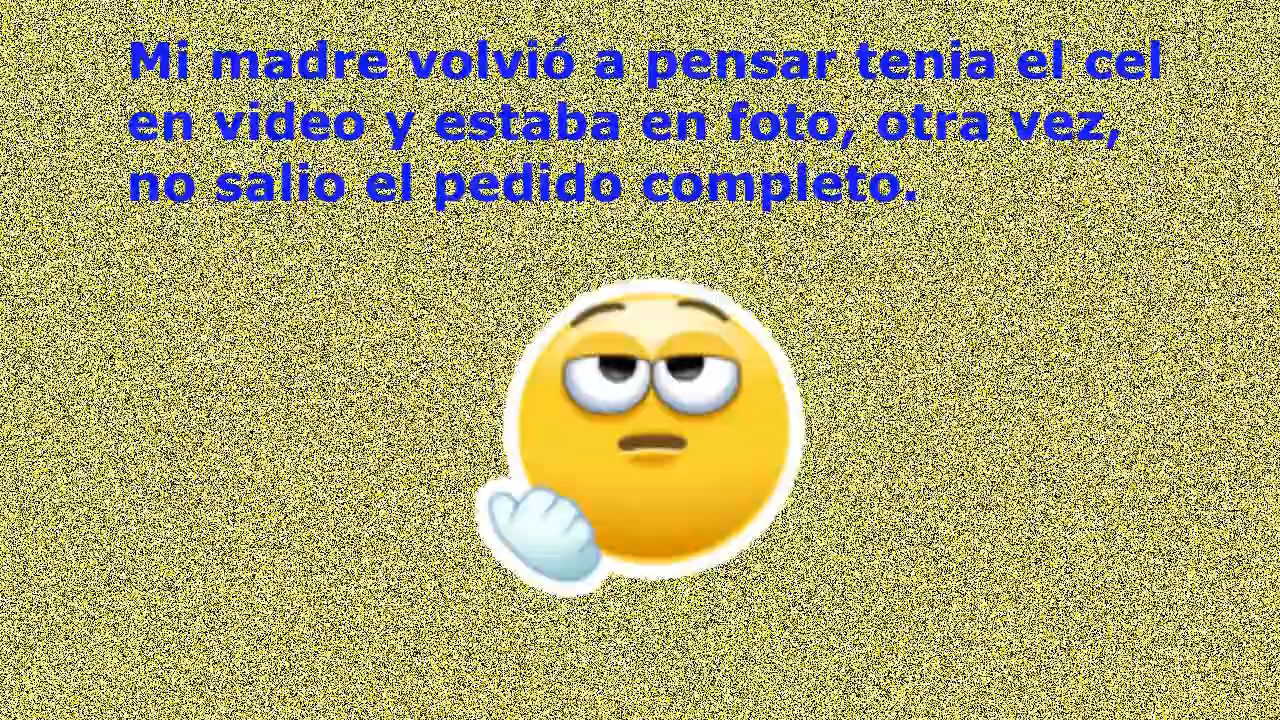 Mi madre volvió a pensar tenia el cel
en video y estaba en foto, otra vez,
no salio el pedido completo.